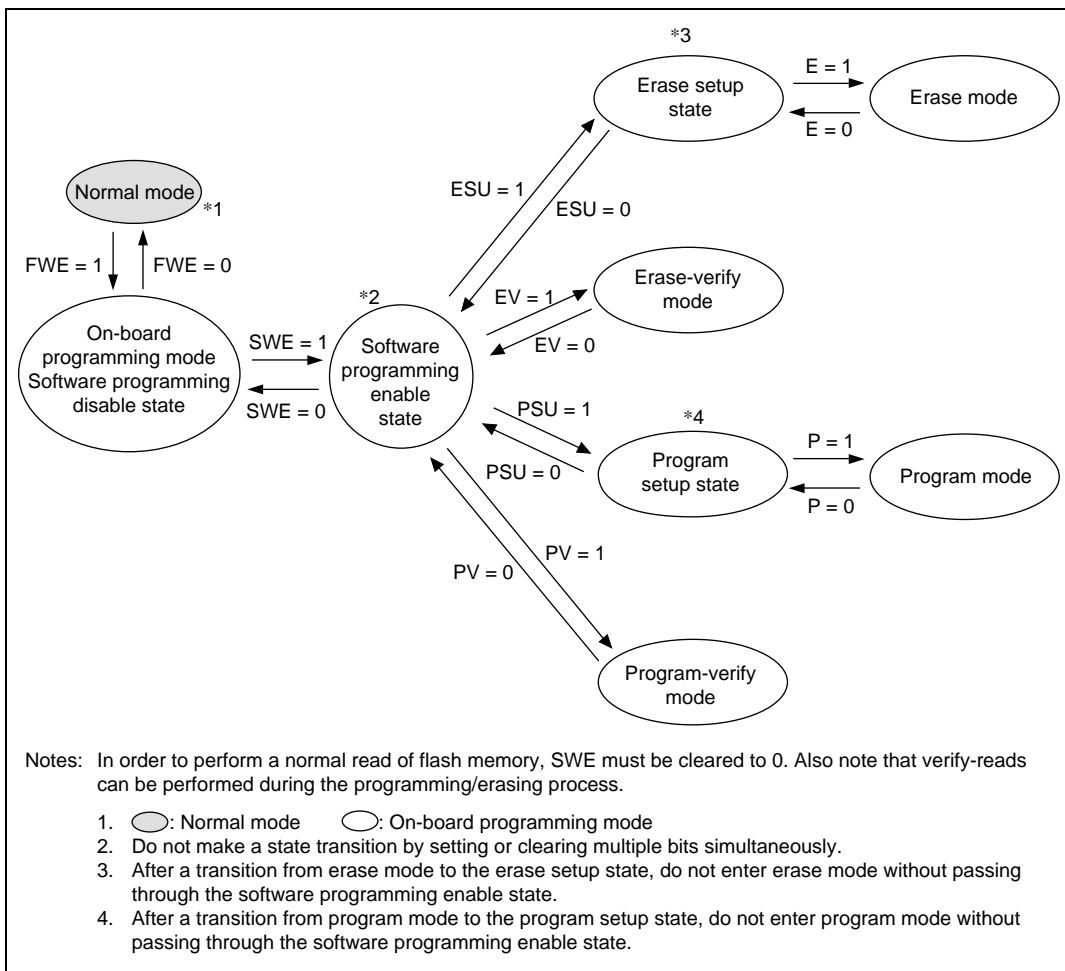 *3
Erase setup
state
E = 1
E = 0
Erase mode
Normal mode
*1
ESU = 1
ESU = 0
FWE = 1
FWE = 0
Erase-verify
mode
*2
EV = 1
EV = 0
On-board
programming mode
Software programming
disable state
SWE = 1
SWE = 0
Software
programming
enable
state
PSU = 1
PSU = 0
*4
Program
setup state
P = 1
P = 0
Program mode
PV = 1
PV = 0
Program-verify
mode
Notes: In order to perform a normal read of flash memory, SWE must be cleared to 0. Also note that verify-reads
can be performed during the programming/erasing process.
1. : Normal mode : On-board programming mode
2. Do not make a state transition by setting or clearing multiple bits simultaneously.
3. After a transition from erase mode to the erase setup state, do not enter erase mode without passing
through the software programming enable state.
4. After a transition from program mode to the program setup state, do not enter program mode without
passing through the software programming enable state.